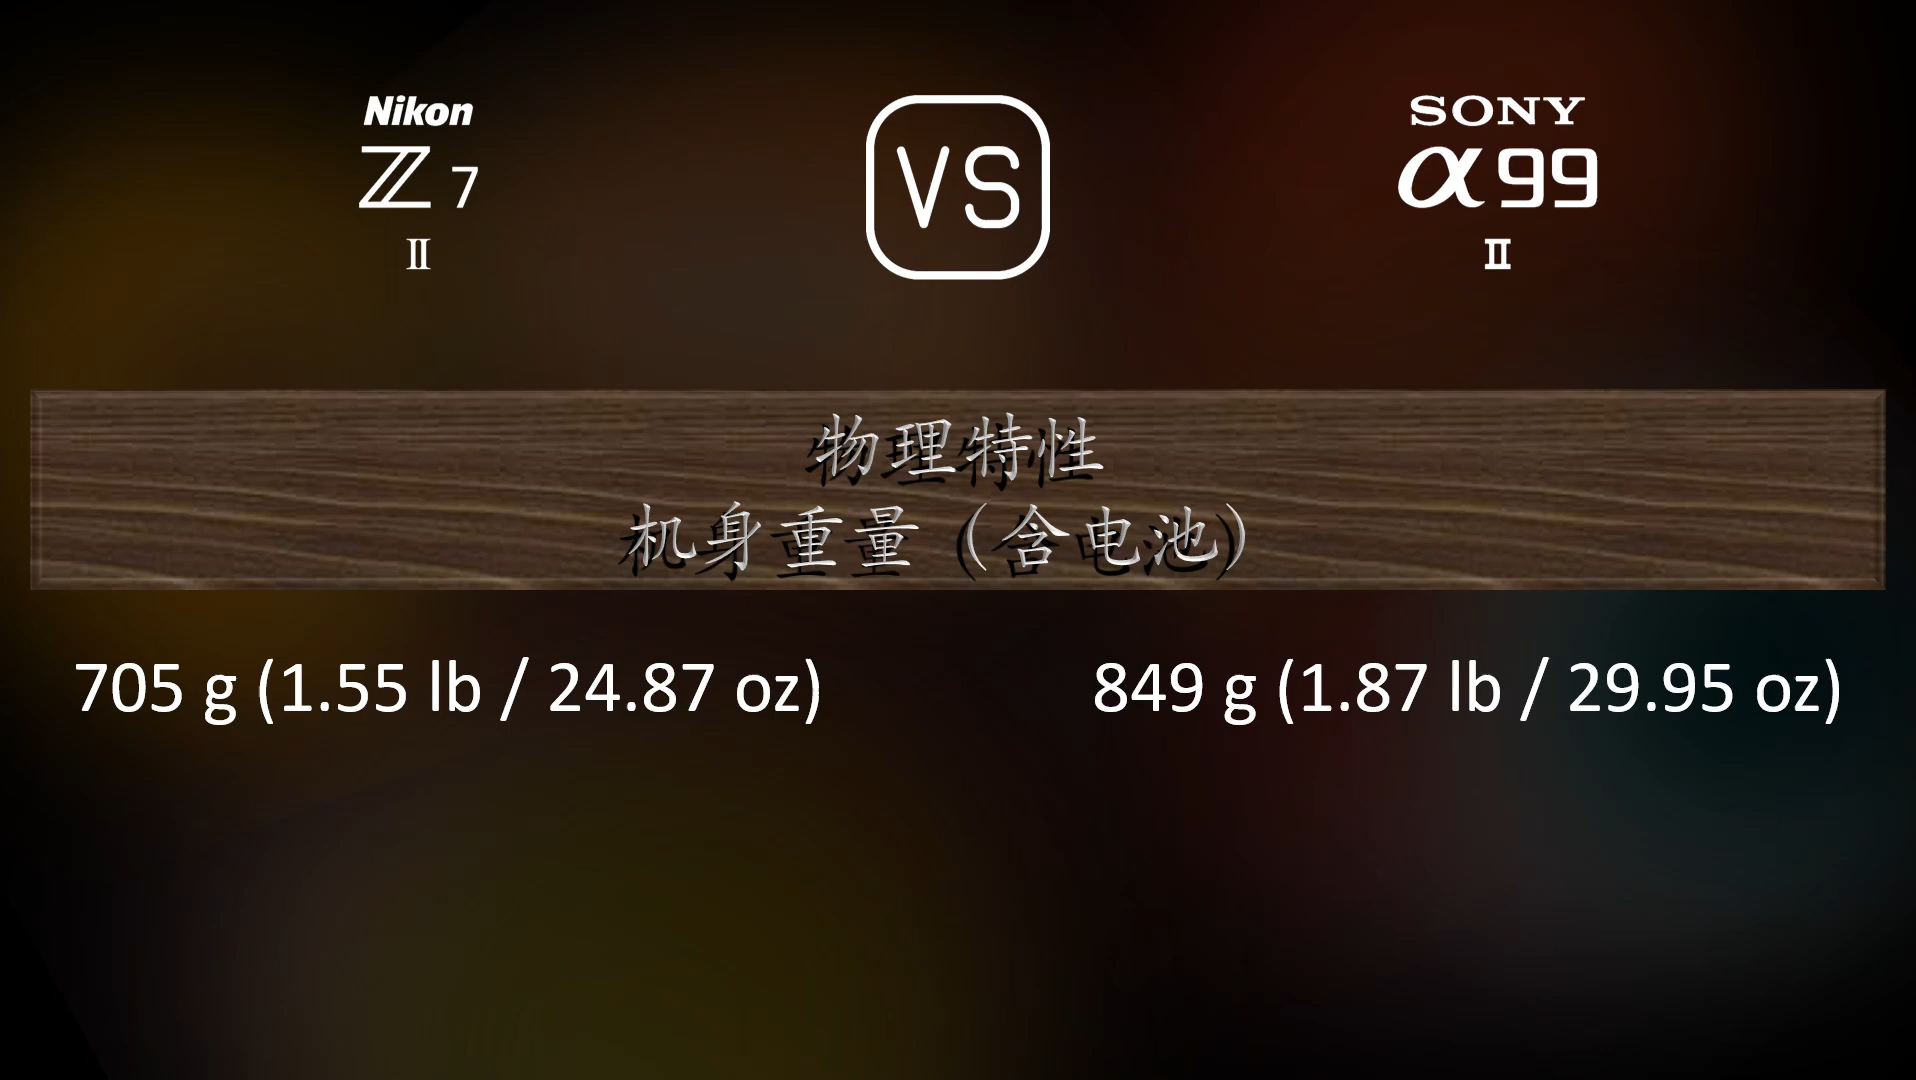 Nikon
Z 7
II
VS
SONY
α99
II
物理特性
机身重量（含电池）
705 g (1.55 lb / 24.87 oz)
849 g (1.87 lb / 29.95 oz)